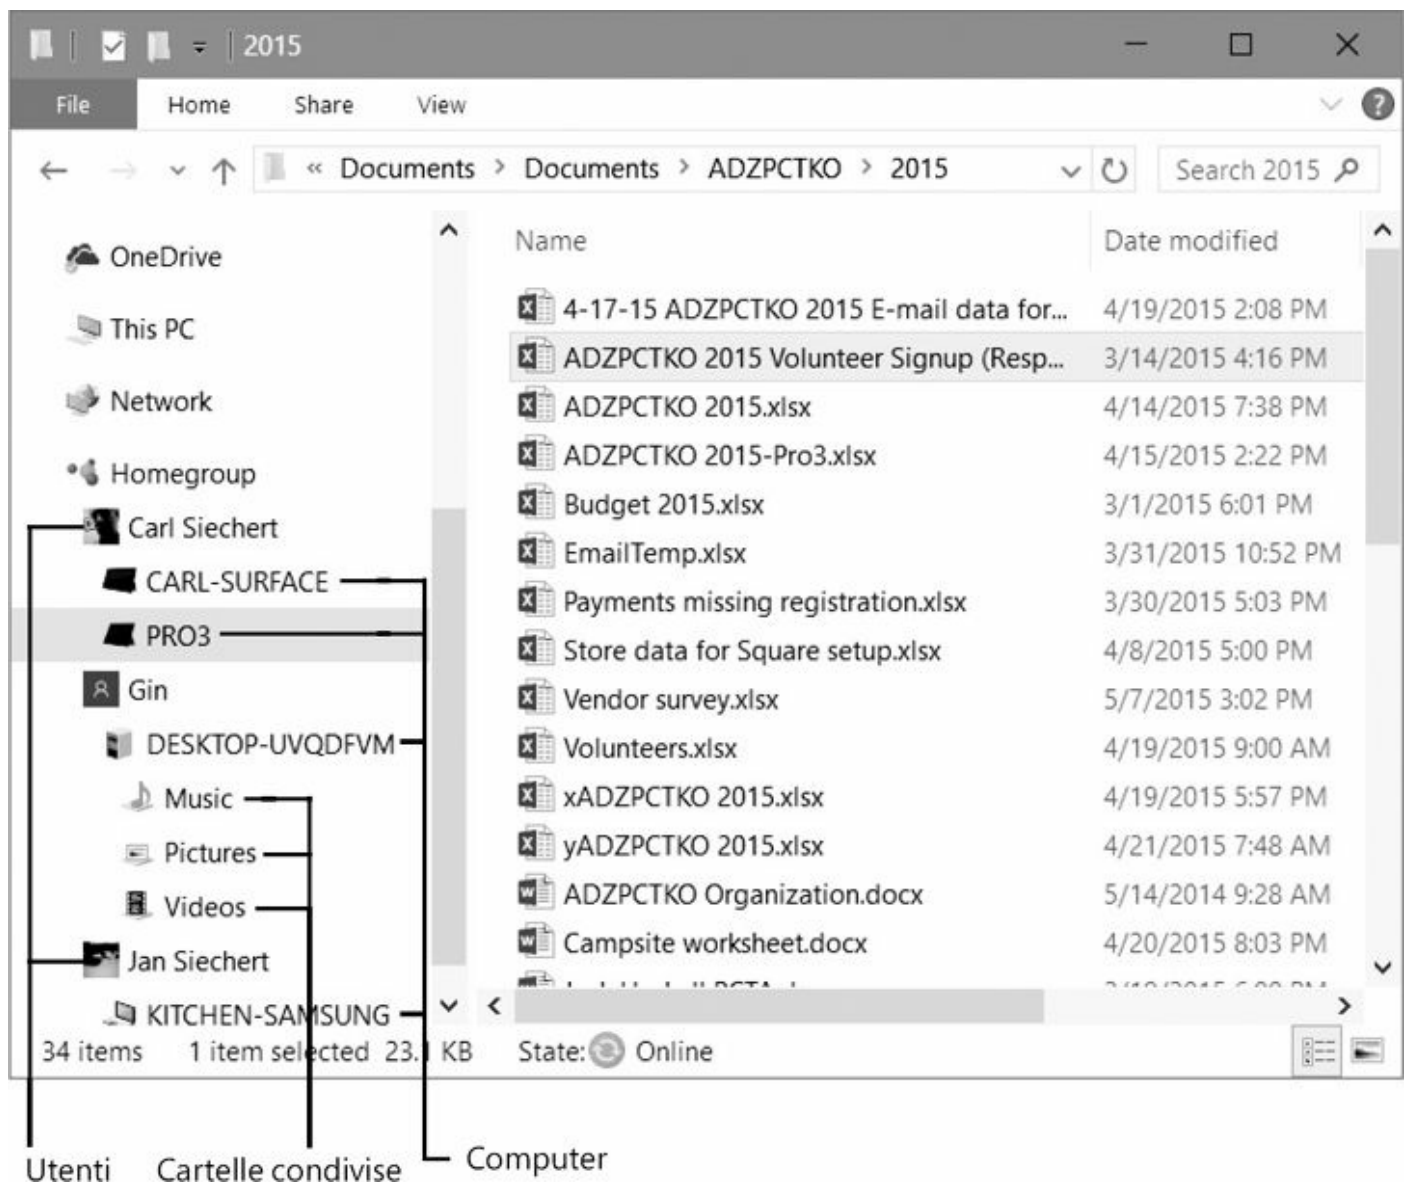 2015
File Home Share View
« Documents > Documents > ADZPCTKO > 2015 Search 2015
OneDrive
This PC
Network
Homegroup
Carl Siechert
CARL-SURFACE
PRO3
Gin
DESKTOP-UVQDFVM
Music
Pictures
Videos
Jan Siechert
KITCHEN-SAMSUNG
Name Date modified
4-17-15 ADZPCTKO 2015 E-mail data for... 4/19/2015 2:08 PM
ADZPCTKO 2015 Volunteer Signup (Resp... 3/14/2015 4:16 PM
ADZPCTKO 2015.xlsx 4/14/2015 7:38 PM
ADZPCTKO 2015-Pro3.xlsx 4/15/2015 2:22 PM
Budget 2015.xlsx 3/1/2015 6:01 PM
EmailTemp.xlsx 3/31/2015 10:52 PM
Payments missing registration.xlsx 3/30/2015 5:03 PM
Store data for Square setup.xlsx 4/8/2015 5:00 PM
Vendor survey.xlsx 5/7/2015 3:02 PM
Volunteers.xlsx 4/19/2015 9:00 AM
xADZPCTKO 2015.xlsx 4/19/2015 5:57 PM
yADZPCTKO 2015.xlsx 4/21/2015 7:48 AM
ADZPCTKO Organization.docx 5/14/2014 9:28 AM
Campsite worksheet.docx 4/20/2015 8:03 PM
34 items 1 item selected 23.1 KB State: Online
Utenti Cartelle condivise Computer